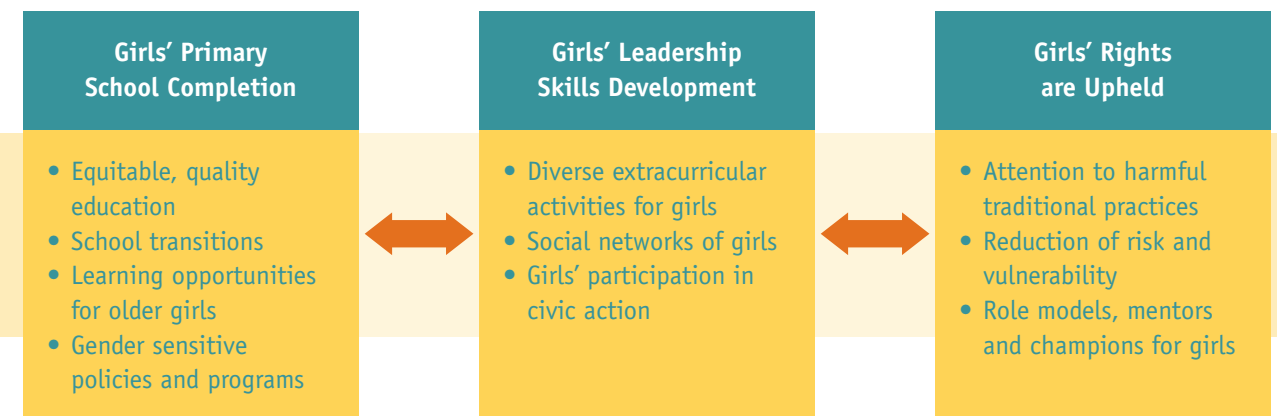 Girls’ Primary
School Completion
• Equitable, quality
education
• School transitions
• Learning opportunities
for older girls
• Gender sensitive
policies and programs
Girls’ Leadership
Skills Development
• Diverse extracurricular
activities for girls
• Social networks of girls
• Girls’ participation in
civic action
Girls’ Rights
are Upheld
• Attention to harmful
traditional practices
• Reduction of risk and
vulnerability
• Role models, mentors
and champions for girls